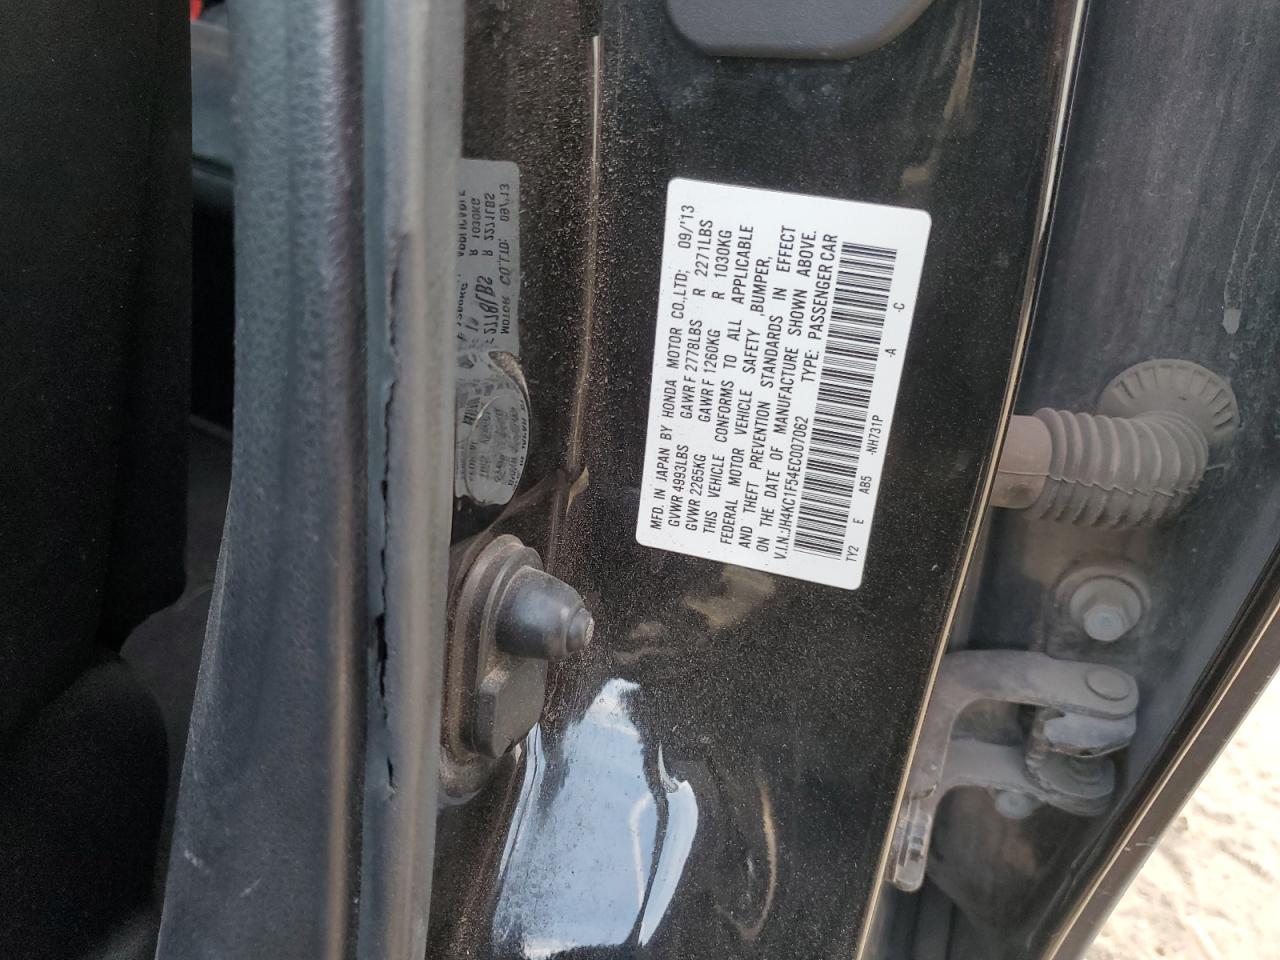 MFD. IN JAPAN BY HONDA MOTOR CO.,LTD; 09/'13
GVWR 4993LBS GAWR F 2778LBS R 2271LBS
GVWR 2265KG GAWR F 1260KG R 1030KG
THIS VEHICLE CONFORMS TO ALL APPLICABLE
FEDERAL MOTOR VEHICLE SAFETY ,BUMPER,
AND THEFT PREVENTION STANDARDS IN EFFECT
ON THE DATE OF MANUFACTURE SHOWN ABOVE.
V.I.N.:JH4KC1F54EC007062 TYPE: PASSENGER CAR
TY2 E AB5 -NH731P -A -C